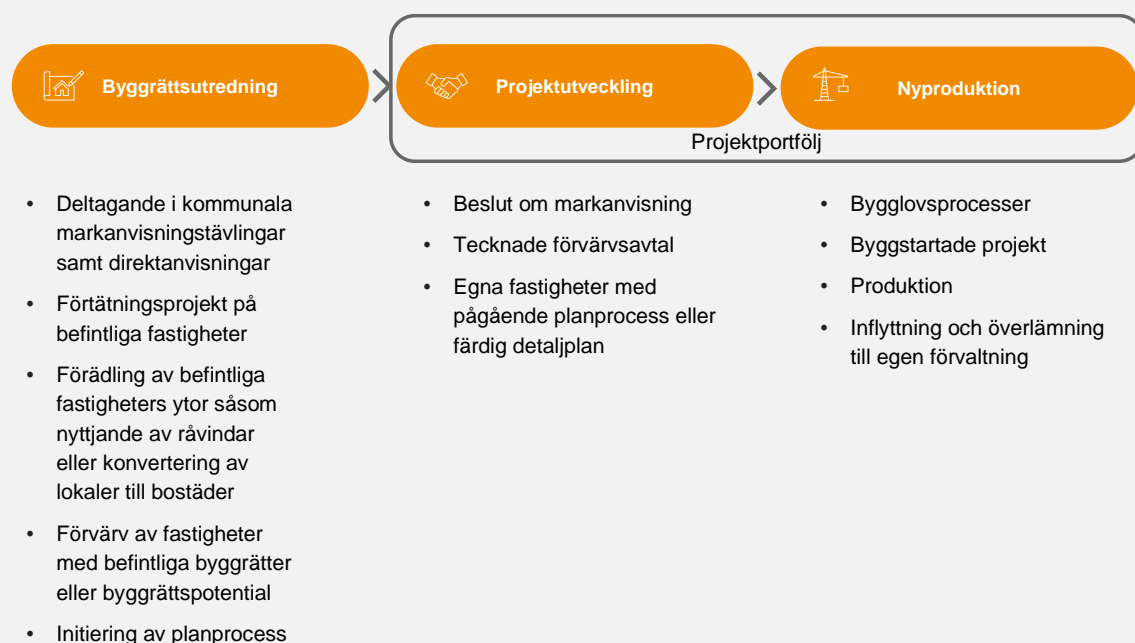 Byggrättsutredning
Projektutveckling
Nyproduktion
Projektportfölj
• Deltagande i kommunala
markanvisningstävlingar
samt direktanvisningar
• Förtätningsprojekt på
befintliga fastigheter
• Förädling av befintliga
fastigheters ytor såsom
nyttjande av råvindar
eller konvertering av
lokaler till bostäder
• Förvärv av fastigheter
med befintliga byggrätter
eller byggrättspotential
• Initiering av planprocess
• Beslut om markanvisning
• Tecknade förvärvsavtal
• Egna fastigheter med
pågående planprocess eller
färdig detaljplan
• Bygglovsprocesser
• Byggstartade projekt
• Produktion
• Inflyttning och överlämning
till egen förvaltning